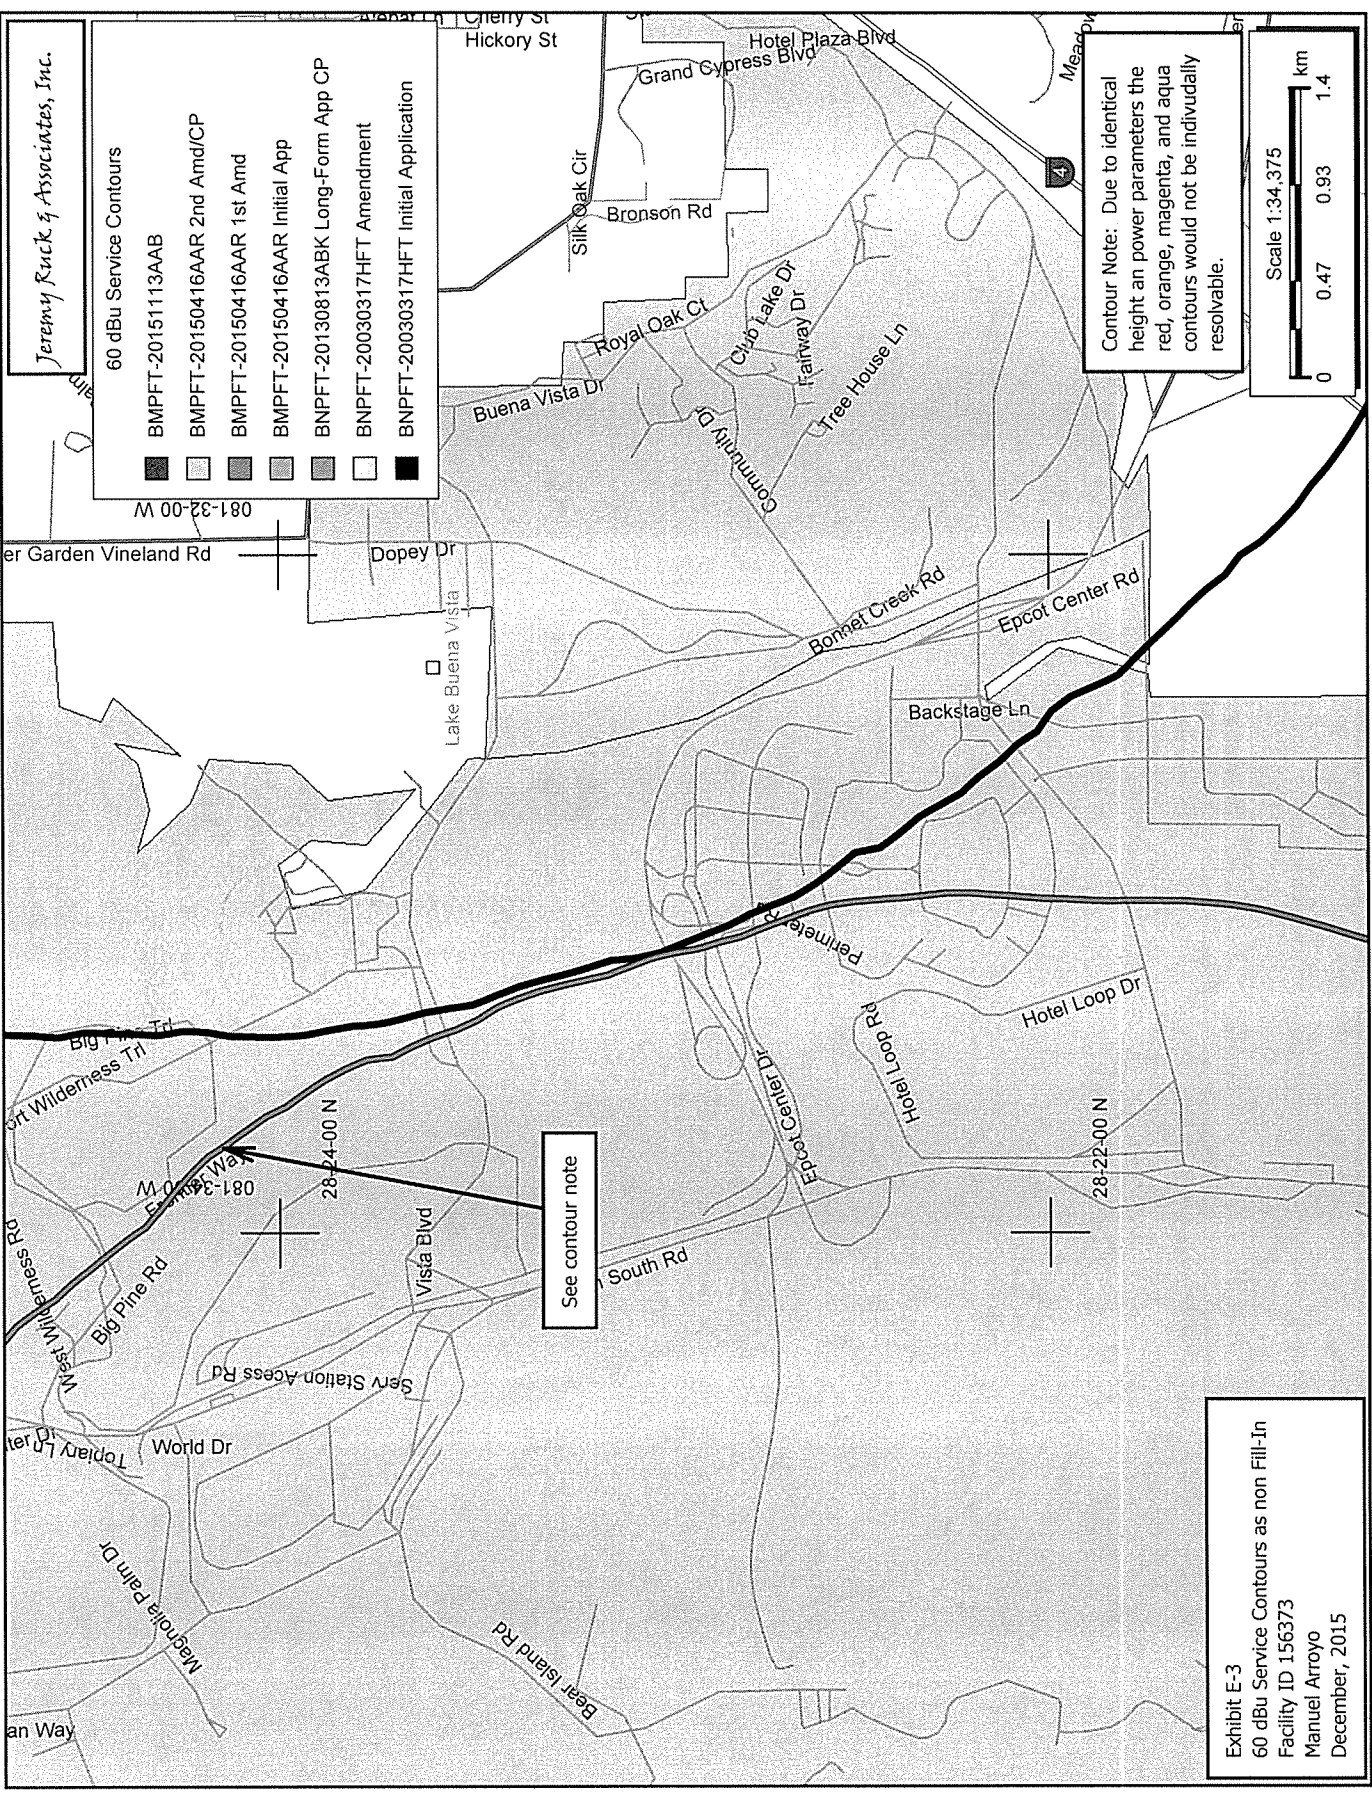 Jeremy Ruck & Associates, Inc.
60 dBu Service Contours
BMPFT-20151113AAB
BMPFT-20150416AAR 2nd Amd/CP
BMPFT-20150416AAR 1st Amd
BMPFT-20150416AAR Initial App
BNPFT-20130813ABK Long-Form App CP
BNPFT-20030317HFT Amendment
BNPFT-20030317HFT Initial Application
Cherry St
Hickory St
Hotel Plaza Blvd
Grand Cypress Blvd
Silk Oak Cir
Bronson Rd
4
Contour Note: Due to identical
height an power parameters the
red, orange, magenta, and aqua
contours would not be indivudally
resolvable.
Scale 1:34,375
km
0
0.47
0.93
1.4
Royal Oak Ct
Club Lake Dr
Fairway Dr
Tree House Ln
Buena Vista Dr
Community Dr
081-32-00 W
er Garden Vineland Rd
Dopey Dr
Lake Buena Vista
Bonnet Creek Rd
Epcot Center Rd
Backstage Ln
Perimeter Rd
Big Pine Trl
ort Wilderness Trl
Hotel Loop Dr
Hotel Loop Rd
Epcot Center Dr
28-24-00 N
28-22-00 N
081-34-00 W
See contour note
West Wilderness Rd
Big Pine Rd
Vista Blvd
South Rd
Serv Station Acess Rd
Topiary Ln
World Dr
Magnolia Palm Dr
Bear Island Rd
an Way
Exhibit E-3
60 dBu Service Contours as non Fill-In
Facility ID 156373
Manuel Arroyo
December, 2015